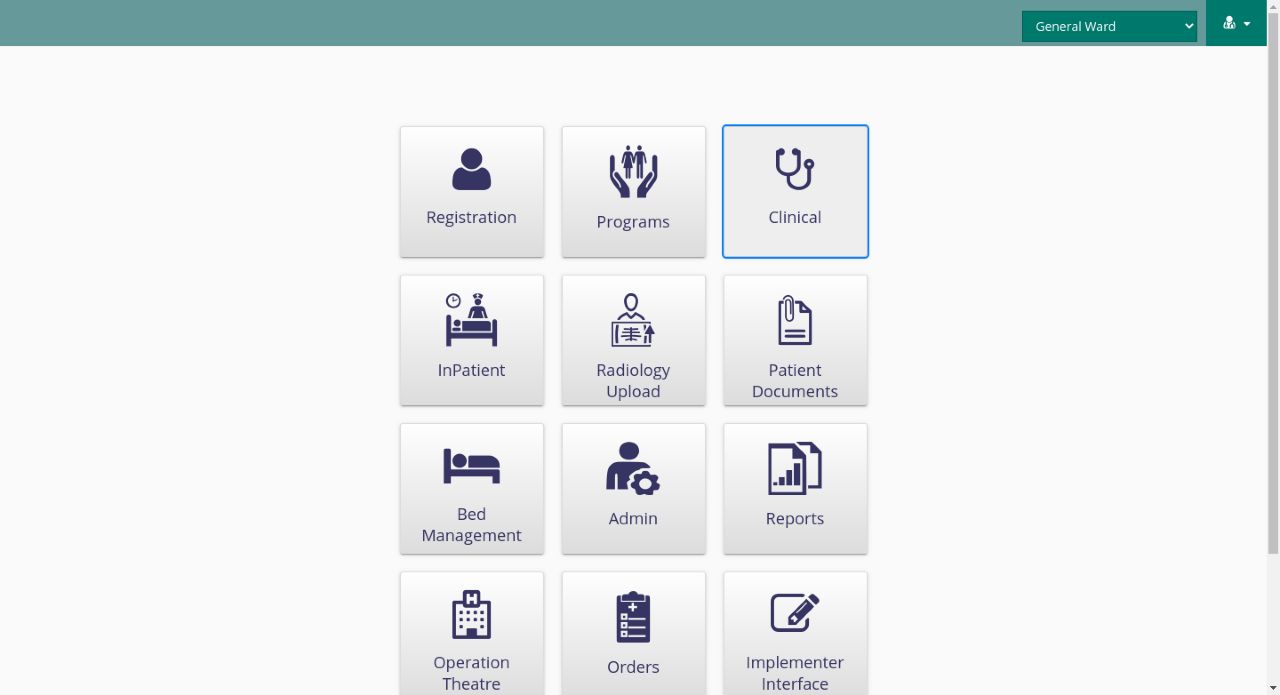 General Ward
Registration
Programs
Clinical
InPatient
Radiology
Upload
Patient
Documents
Bed
Management
Admin
Reports
Operation
Theatre
Orders
Implementer
Interface